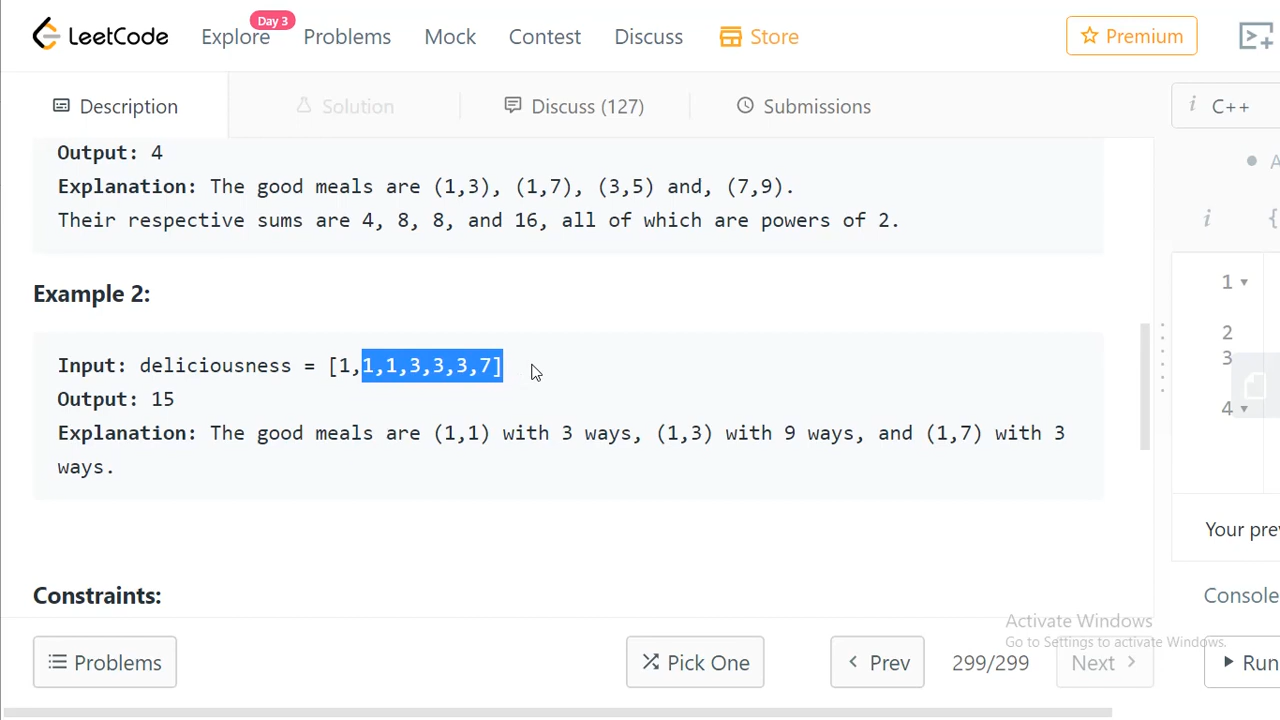 LeetCode
Explore
Day 3
Problems
Mock
Contest
Discuss
Store
Premium
Description
Solution
Discuss (127)
Submissions
i C++
A
i {
Output: 4
Explanation: The good meals are (1,3), (1,7), (3,5) and, (7,9).
Their respective sums are 4, 8, 8, and 16, all of which are powers of 2.
Example 2:
Input: deliciousness = [1,1,1,3,3,3,7]
Output: 15
Explanation: The good meals are (1,1) with 3 ways, (1,3) with 9 ways, and (1,7) with 3
ways.
Constraints:
1
2
3
4
Your pre
Console
Activate Windows
Go to Settings to activate Windows.
Problems
Pick One
Prev
299/299
Next
Run